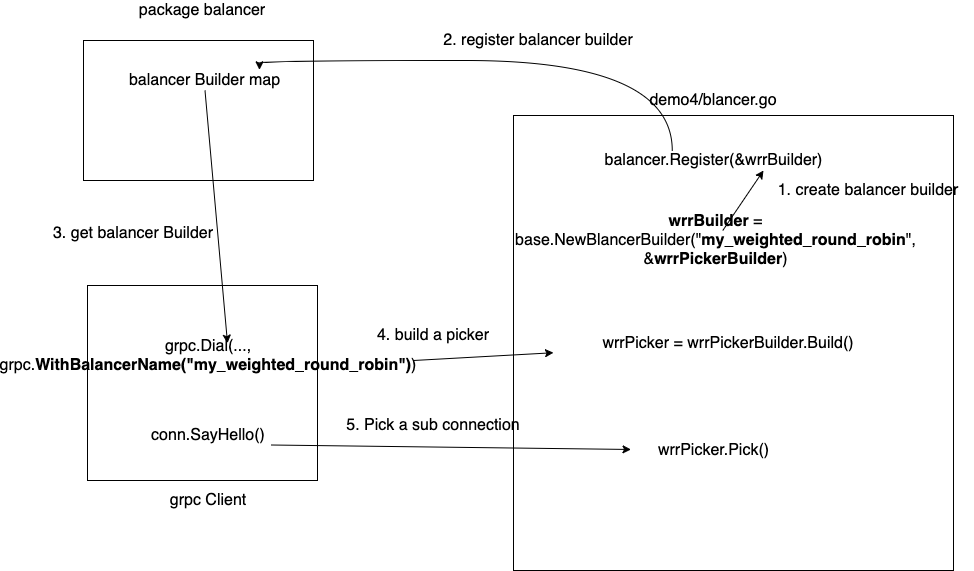 package balancer
balancer Builder map
2. register balancer builder
demo4/blancer.go
balancer.Register(&wrrBuilder)
1. create balancer builder
wrrBuilder =
base.NewBlancerBuilder("my_weighted_round_robin",
&wrrPickerBuilder)
3. get balancer Builder
grpc.Dial(...,
grpc.WithBalancerName("my_weighted_round_robin"))
4. build a picker
wrrPicker = wrrPickerBuilder.Build()
conn.SayHello()
5. Pick a sub connection
wrrPicker.Pick()
grpc Client